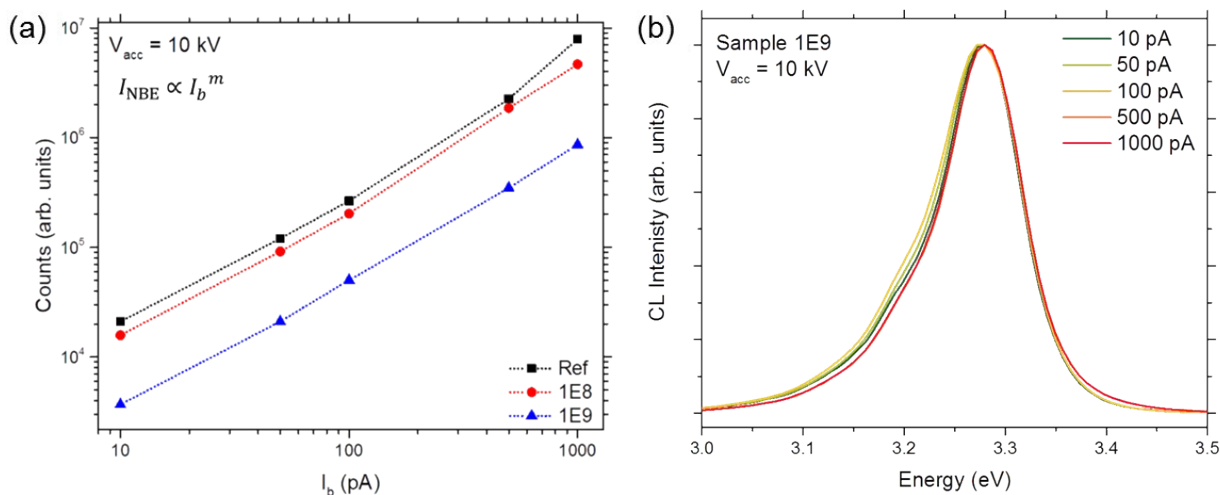 (a)
V_acc = 10 kV
I_NBE ∝ I_b^m
Counts (arb. units)
10^7
10^6
10^5
10^4
10
100
1000
I_b (pA)
Ref
1E8
1E9
(b)
Sample 1E9
V_acc = 10 kV
10 pA
50 pA
100 pA
500 pA
1000 pA
CL Intenisty (arb. units)
3.0
3.2
3.3
3.4
3.5
Energy (eV)